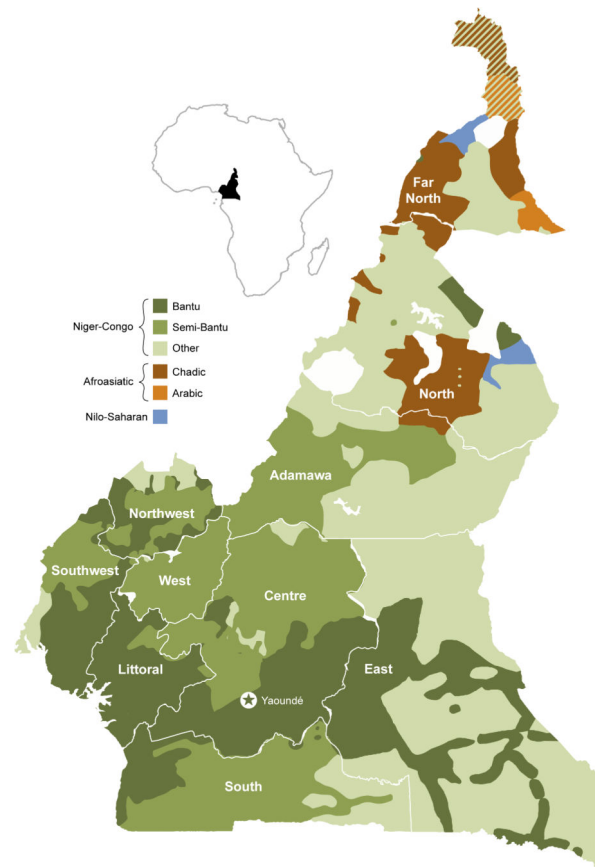 Far
North
Niger-Congo
Bantu
Semi-Bantu
Other
Afroasiatic
Chadic
Arabic
Nilo-Saharan
North
Adamawa
Northwest
Southwest
West
Centre
Littoral
East
Yaoundé
South